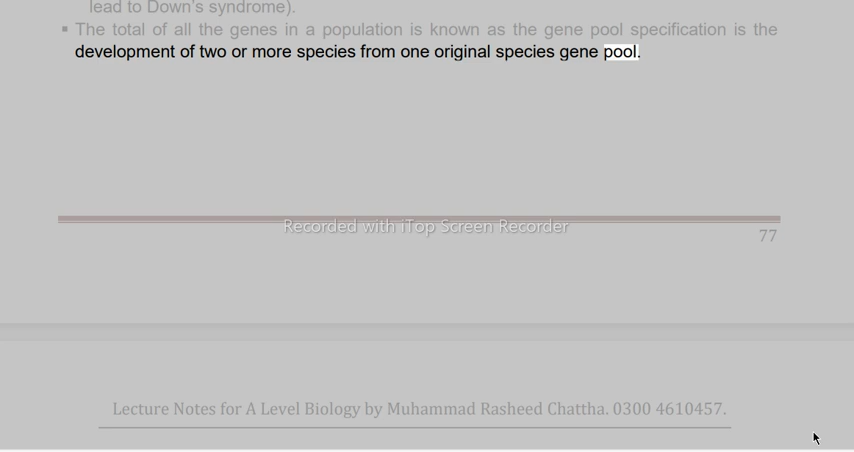 lead to Down's syndrome).
▪ The total of all the genes in a population is known as the gene pool specification is the
development of two or more species from one original species gene pool.
Recorded with iTop Screen Recorder
77
Lecture Notes for A Level Biology by Muhammad Rasheed Chattha. 0300 4610457.